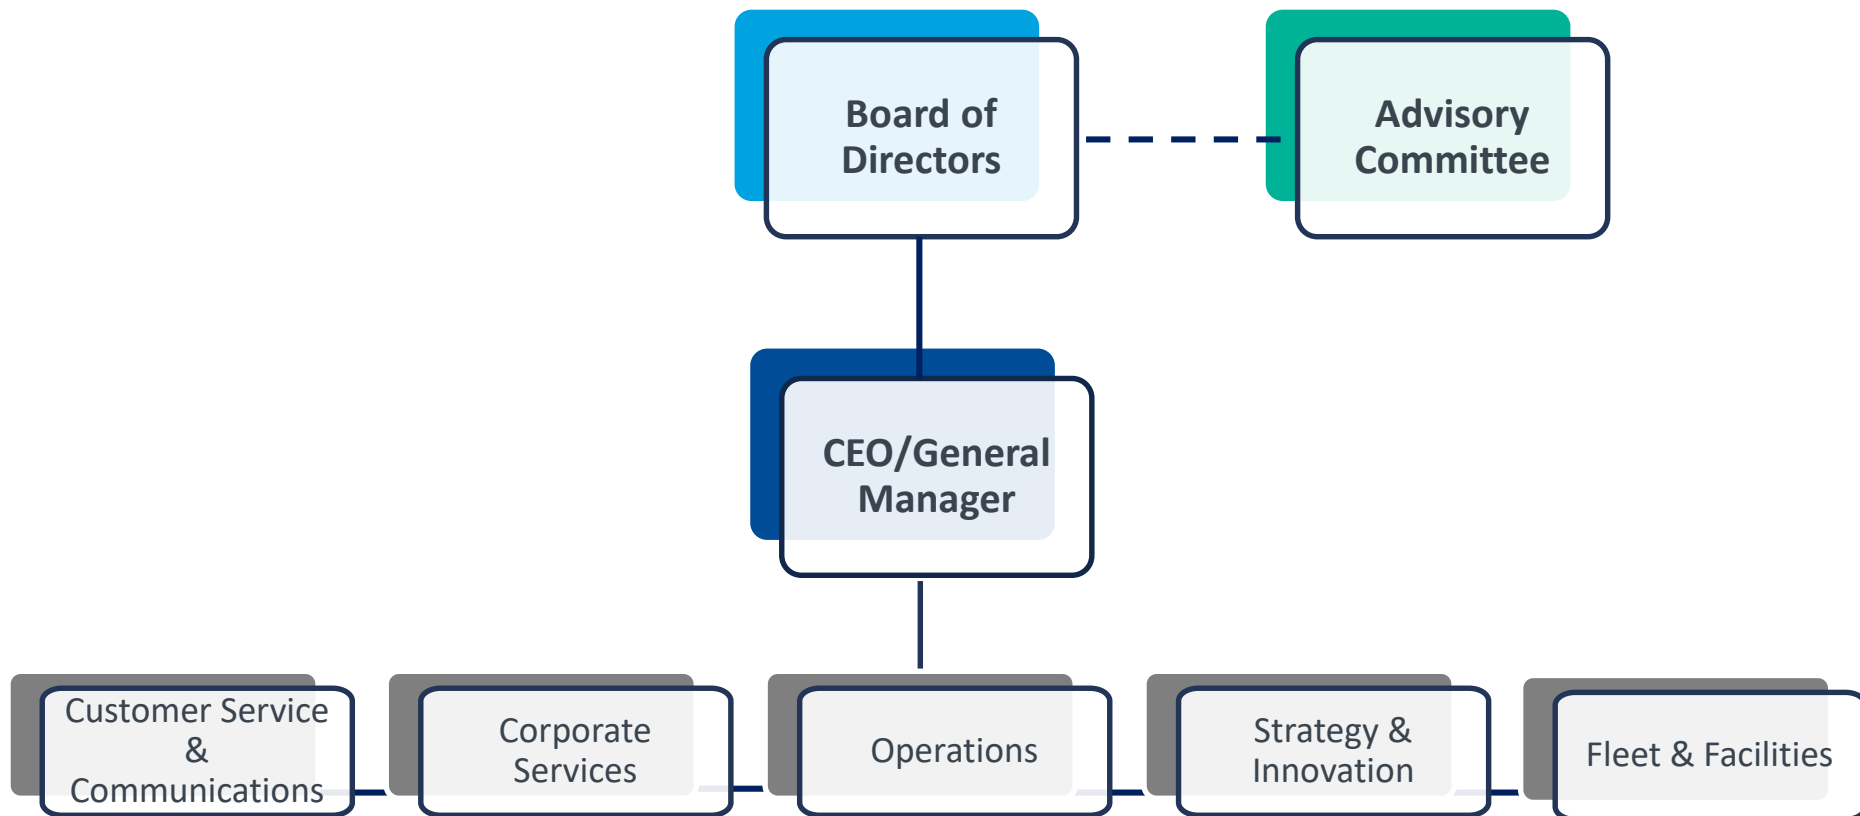 Board of
Directors
Advisory
Committee
CEO/General
Manager
Customer Service
&
Communications
Corporate
Services
Operations
Strategy &
Innovation
Fleet & Facilities